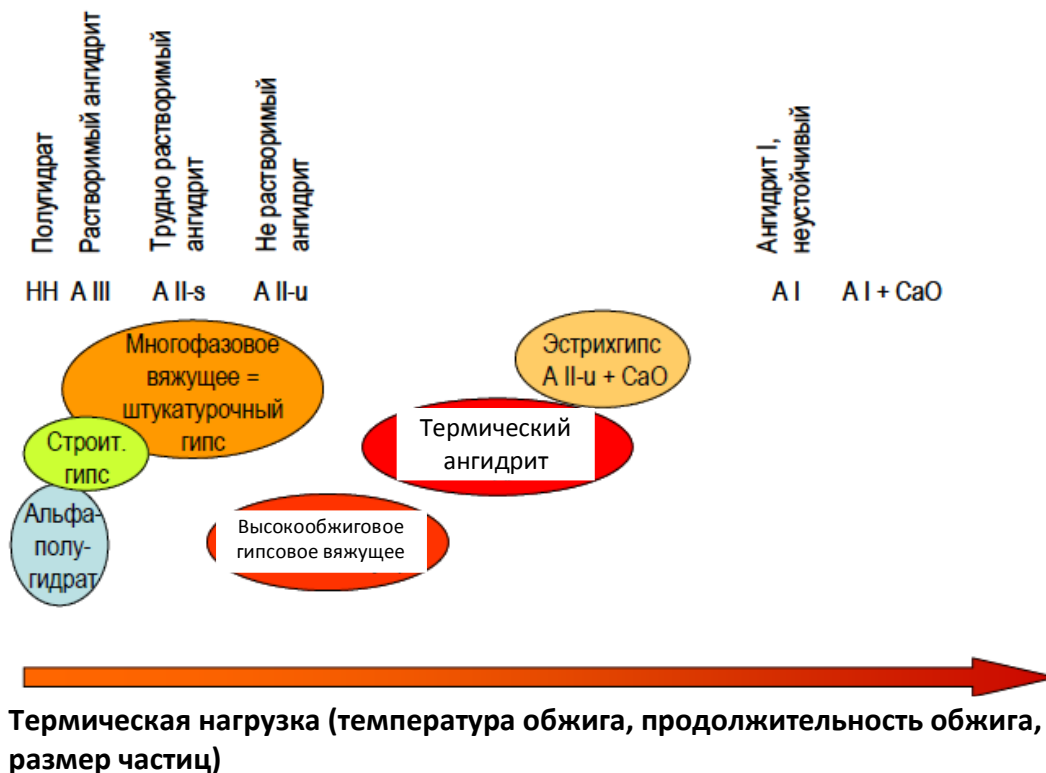 Полугидрат
Растворимый ангидрит
Трудно растворимый
ангидрит
Не растворимый
ангидрит
Ангидрит I,
неустойчивый
HH A III A II-s A II-u A I A I + CaO
Многофазовое
вяжущее =
штукатурочный
гипс
Эстрихгипс
A II-u + CaO
Строит.
гипс
Термический
ангидрит
Альфа-
полу-
гидрат
Высокообжиговое
гипсовое вяжущее
Термическая нагрузка (температура обжига, продолжительность обжига,
размер частиц)